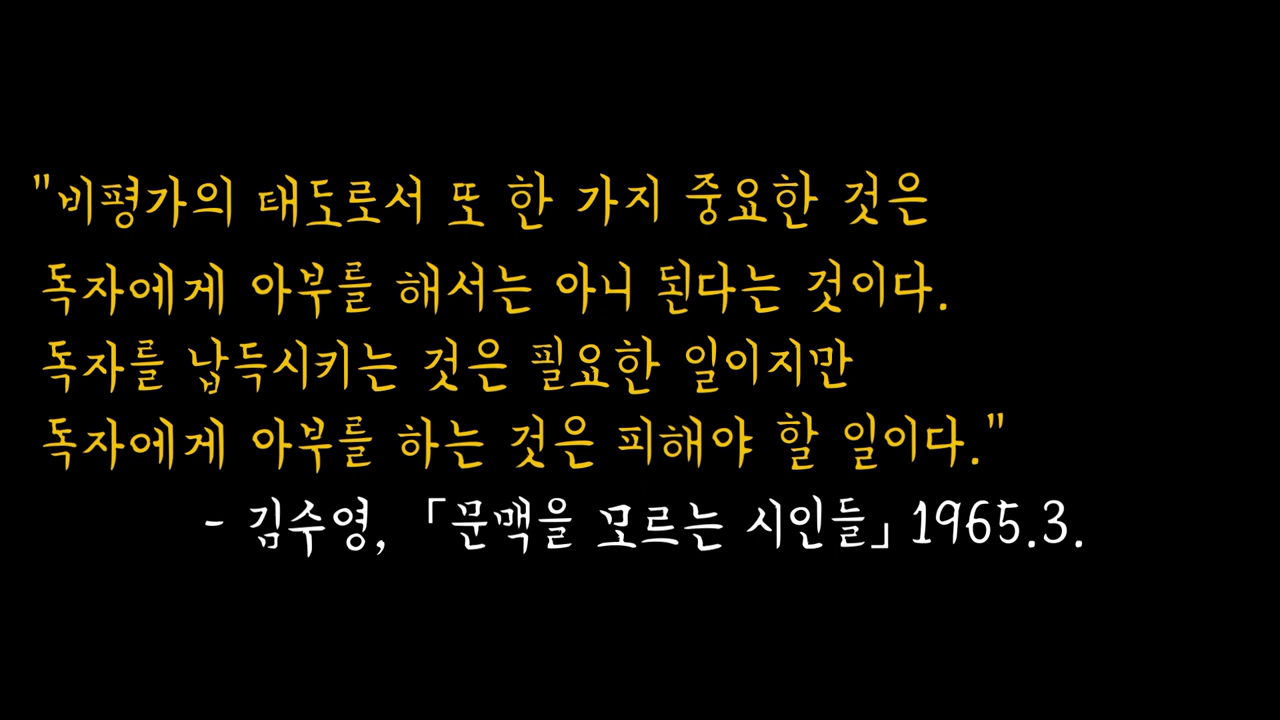 "비평가의 태도로서 또 한 가지 중요한 것은
독자에게 아부를 해서는 아니 된다는 것이다.
독자를 납득시키는 것은 필요한 일이지만
독자에게 아부를 하는 것은 피해야 할 일이다."
- 김수영, 「문맥을 모르는 시인들」 1965.3.